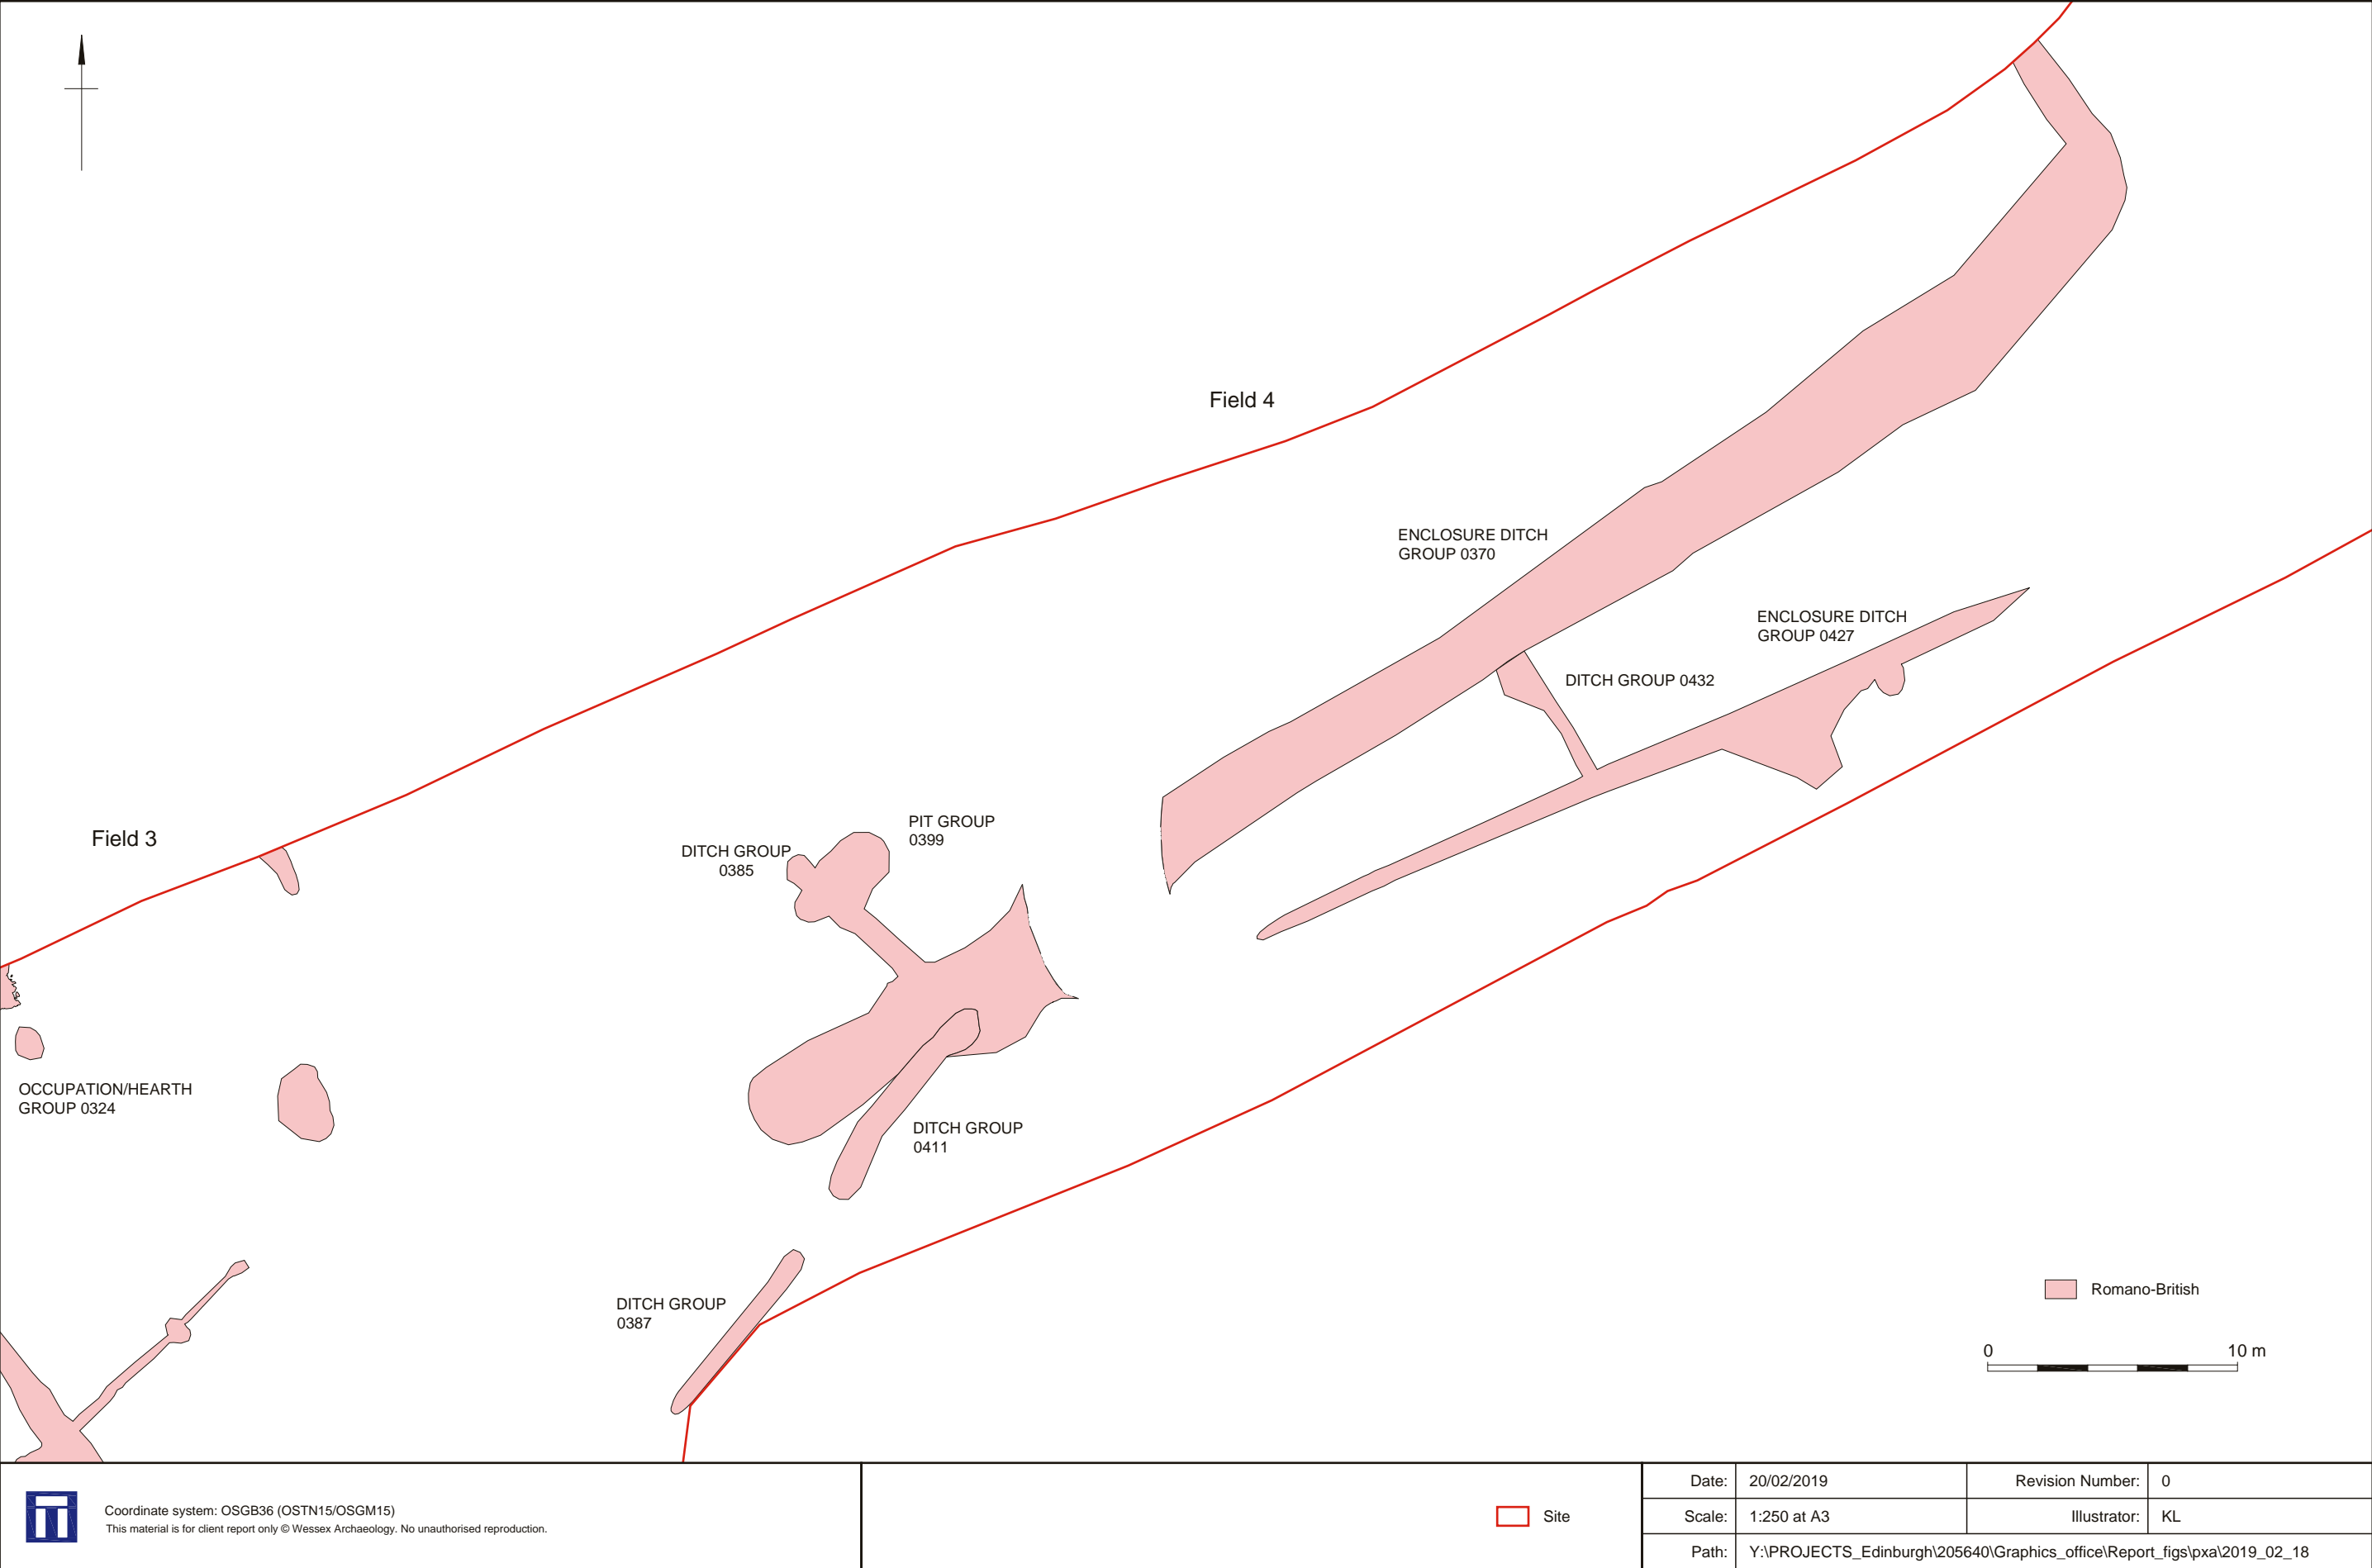 Field 4
ENCLOSURE DITCH
GROUP 0370
ENCLOSURE DITCH
GROUP 0427
DITCH GROUP 0432
PIT GROUP
0399
DITCH GROUP
0385
Field 3
OCCUPATION/HEARTH
GROUP 0324
DITCH GROUP
0411
DITCH GROUP
0387
Romano-British
0 10 m
Coordinate system: OSGB36 (OSTN15/OSGM15)
This material is for client report only © Wessex Archaeology. No unauthorised reproduction.
Site
Date: 20/02/2019 Revision Number: 0
Scale: 1:250 at A3 Illustrator: KL
Path: Y:\PROJECTS_Edinburgh\205640\Graphics_office\Report_figs\pxa\2019_02_18